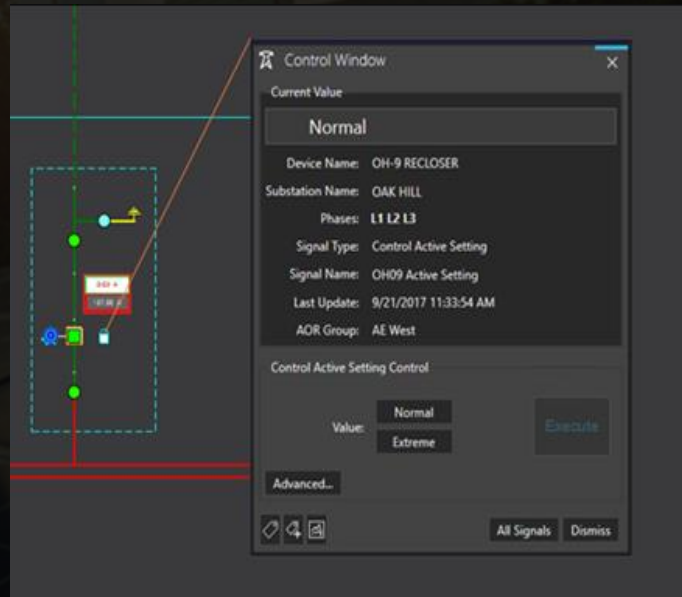 Control Window
Current Value
Normal
Device Name: OH-9 RECLOSER
Substation Name: OAK HILL
Phases: L1 L2 L3
Signal Type: Control Active Setting
Signal Name: OH09 Active Setting
Last Update: 9/21/2017 11:33:54 AM
AOR Group: AE West
Control Active Setting Control
Value:
Normal
Extreme
Execute
Advanced...
All Signals
Dismiss